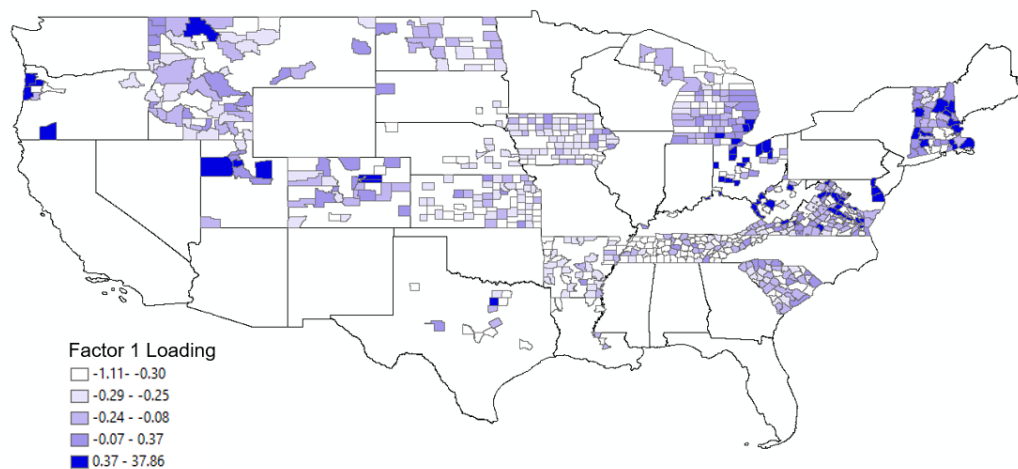 Factor 1 Loading
-1.11- -0.30
-0.29 - -0.25
-0.24 - -0.08
-0.07 - 0.37
0.37 - 37.86